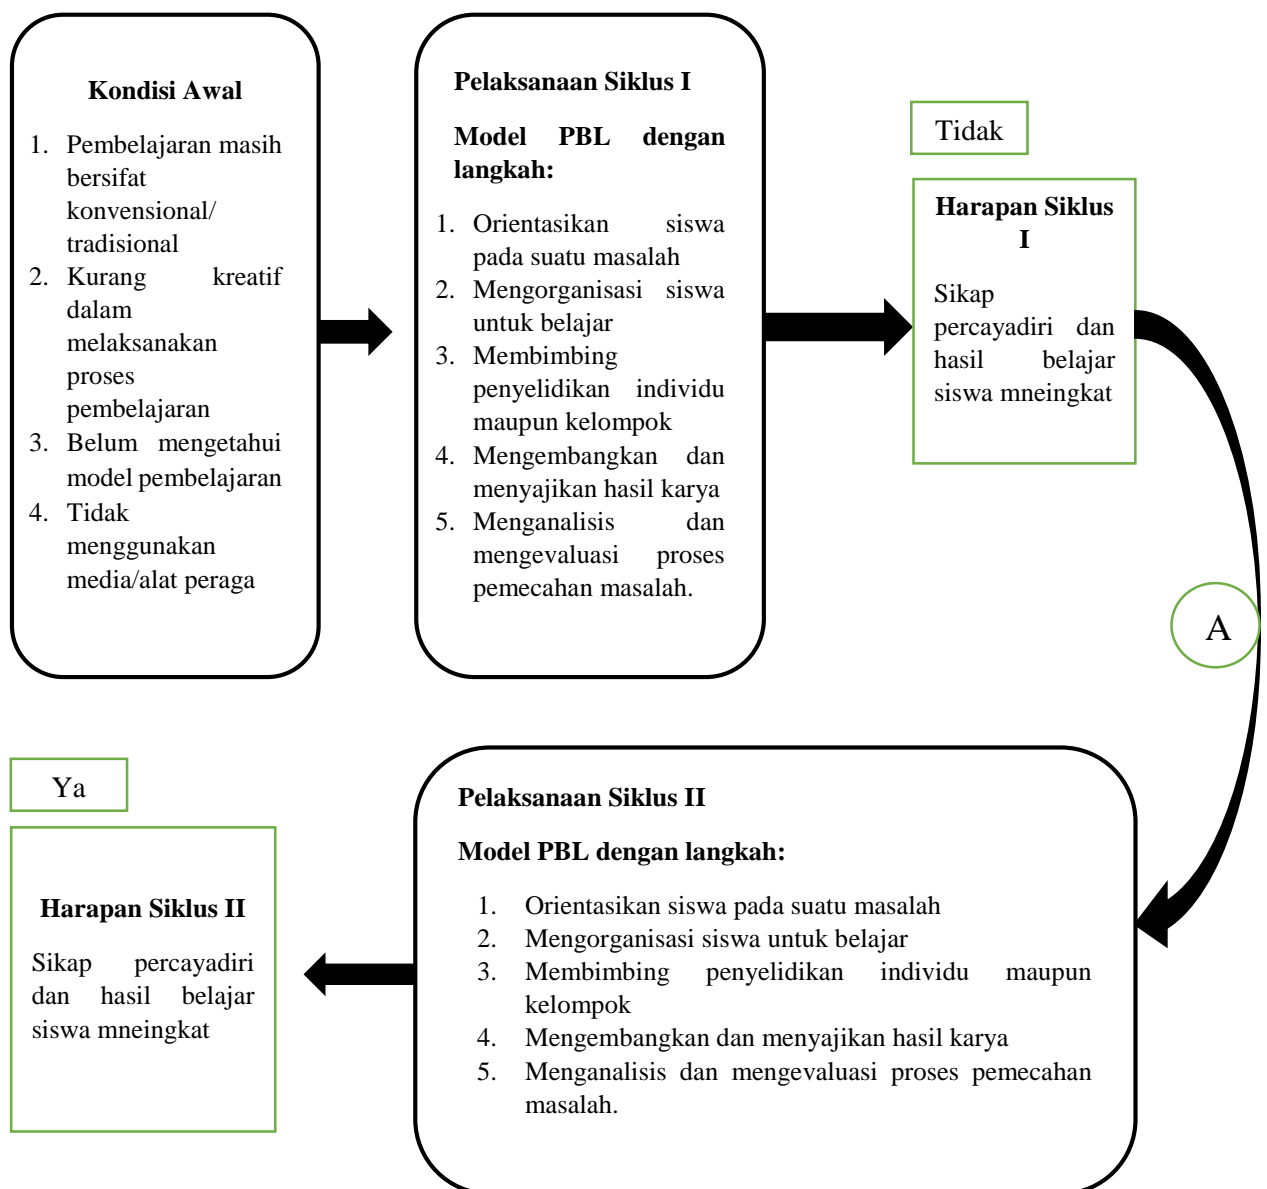 Kondisi Awal
1. Pembelajaran masih
bersifat
konvensional/
tradisional
2. Kurang kreatif
dalam
melaksanakan
proses
pembelajaran
3. Belum mengetahui
model pembelajaran
4. Tidak
menggunakan
media/alat peraga
Pelaksanaan Siklus I
Model PBL dengan
langkah:
1. Orientasikan siswa
pada suatu masalah
2. Mengorganisasi siswa
untuk belajar
3. Membimbing
penyelidikan individu
maupun kelompok
4. Mengembangkan dan
menyajikan hasil karya
5. Menganalisis dan
mengevaluasi proses
pemecahan masalah.
Tidak
Harapan Siklus
I
Sikap
percayadiri dan
hasil belajar
siswa mneingkat
A
Pelaksanaan Siklus II
Model PBL dengan langkah:
1. Orientasikan siswa pada suatu masalah
2. Mengorganisasi siswa untuk belajar
3. Membimbing penyelidikan individu maupun
kelompok
4. Mengembangkan dan menyajikan hasil karya
5. Menganalisis dan mengevaluasi proses pemecahan
masalah.
Ya
Harapan Siklus II
Sikap percayadiri
dan hasil belajar
siswa mneingkat